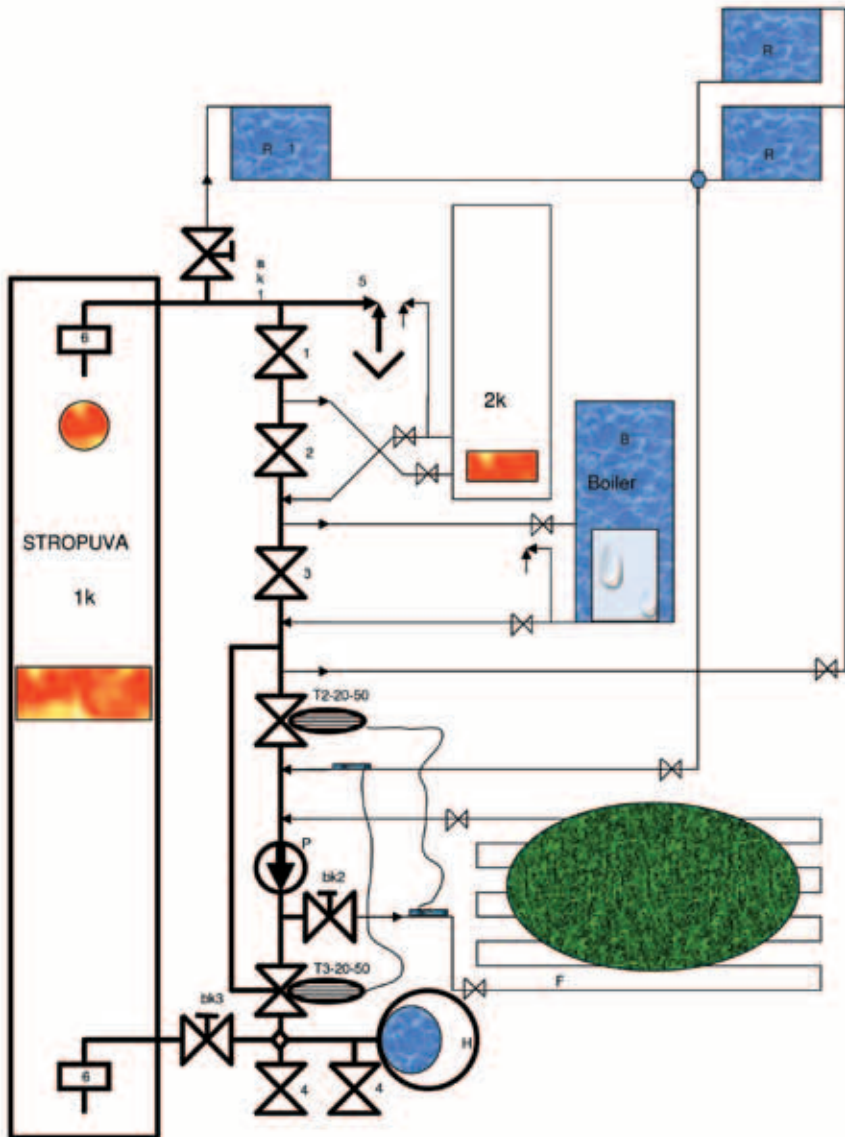 R
R 1
R
в
к
1
5
6
1
2k
2
B
Boiler
STROPUVA
3
1k
T2-20-50
P
bk2
T3-20-50
F
bk3
H
6
4
4